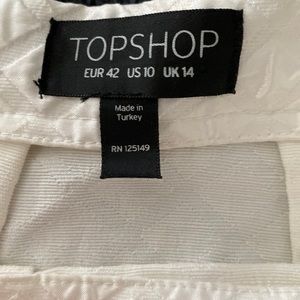 TOPSHOP
EUR 42 US 10 UK 14
Made in
Turkey
RN 125149